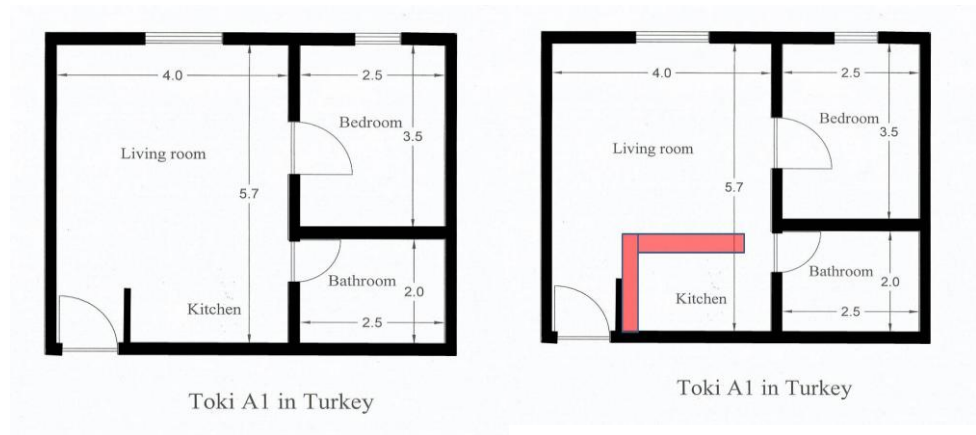 4.0
2.5
Bedroom
3.5
Living room
5.7
Bathroom
2.0
Kitchen
2.5
Toki A1 in Turkey
4.0
2.5
Bedroom
3.5
Living room
5.7
Bathroom
2.0
Kitchen
2.5
Toki A1 in Turkey